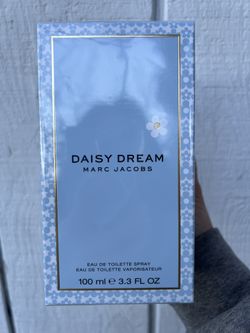 DAISY DREAM
MARC JACOBS
EAU DE TOILETTE SPRAY
EAU DE TOILETTE VAPORISATEUR
100 ml ℮ 3.3 FL OZ